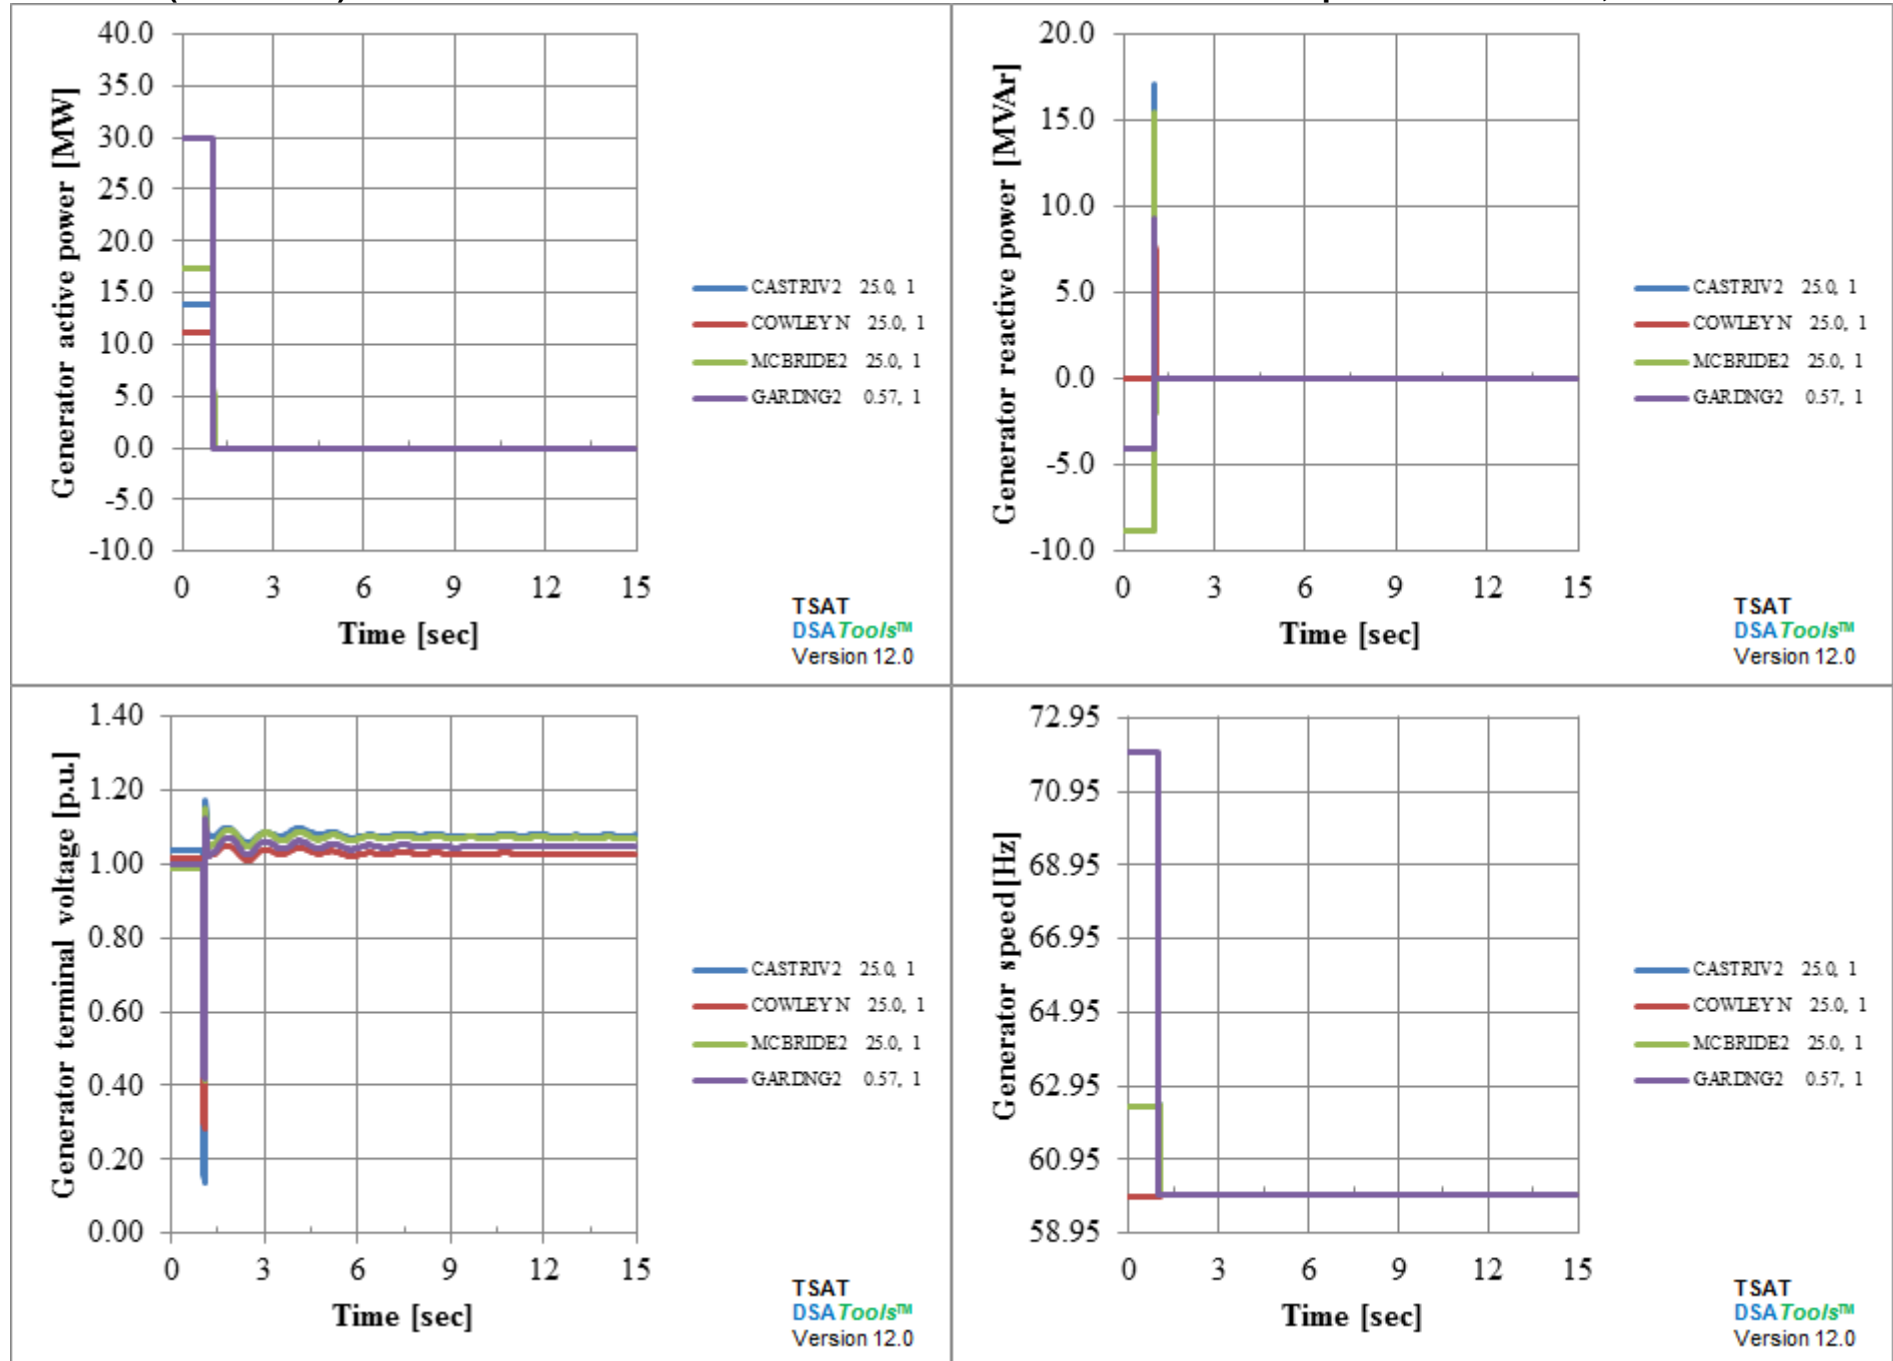 Generator active power [MW]
40.0
35.0
30.0
25.0
20.0
15.0
10.0
5.0
0.0
-5.0
-10.0
0 3 6 9 12 15
Time [sec]
CASTRIV2 25.0, 1
COWLEY N 25.0, 1
MCBRIDE2 25.0, 1
GARDNG2 0.57, 1
TSAT
DSATools™
Version 12.0
Generator reactive power [MVAr]
20.0
15.0
10.0
5.0
0.0
-5.0
-10.0
0 3 6 9 12 15
Time [sec]
CASTRIV2 25.0, 1
COWLEY N 25.0, 1
MCBRIDE2 25.0, 1
GARDNG2 0.57, 1
TSAT
DSATools™
Version 12.0
Generator terminal voltage [p.u.]
1.40
1.20
1.00
0.80
0.60
0.40
0.20
0.00
0 3 6 9 12 15
Time [sec]
CASTRIV2 25.0, 1
COWLEY N 25.0, 1
MCBRIDE2 25.0, 1
GARDNG2 0.57, 1
TSAT
DSATools™
Version 12.0
Generator speed[Hz]
72.95
70.95
68.95
66.95
64.95
62.95
60.95
58.95
0 3 6 9 12 15
Time [sec]
CASTRIV2 25.0, 1
COWLEY N 25.0, 1
MCBRIDE2 25.0, 1
GARDNG2 0.57, 1
TSAT
DSATools™
Version 12.0